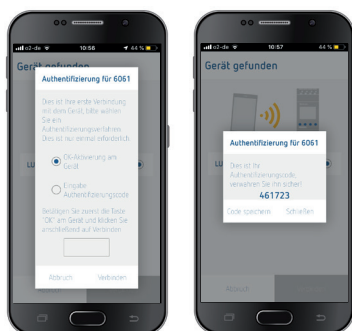 o2-de 10:56 44 %
Gerät gefunden
Authentifizierung für 6061
Dies ist Ihre erste Verbindung
mit dem Gerät, bitte wählen
Sie ein
Authentifizierungsverfahren.
Dies ist nur einmal erforderlich.
OK-Aktivierung am
Gerät
Eingabe
Authentifizierungscode
Bestätigen Sie zuerst die Taste
"OK" am Gerät und klicken Sie
anschließend auf Verbinden
Abbruch Verbinden
o2-de 10:57 44 %
Gerät gefunden
Authentifizierung für 6061
Dies ist Ihr
Authentifizierungscode,
verwahren Sie ihn sicher!
461723
Code speichern Schließen
Abbruch